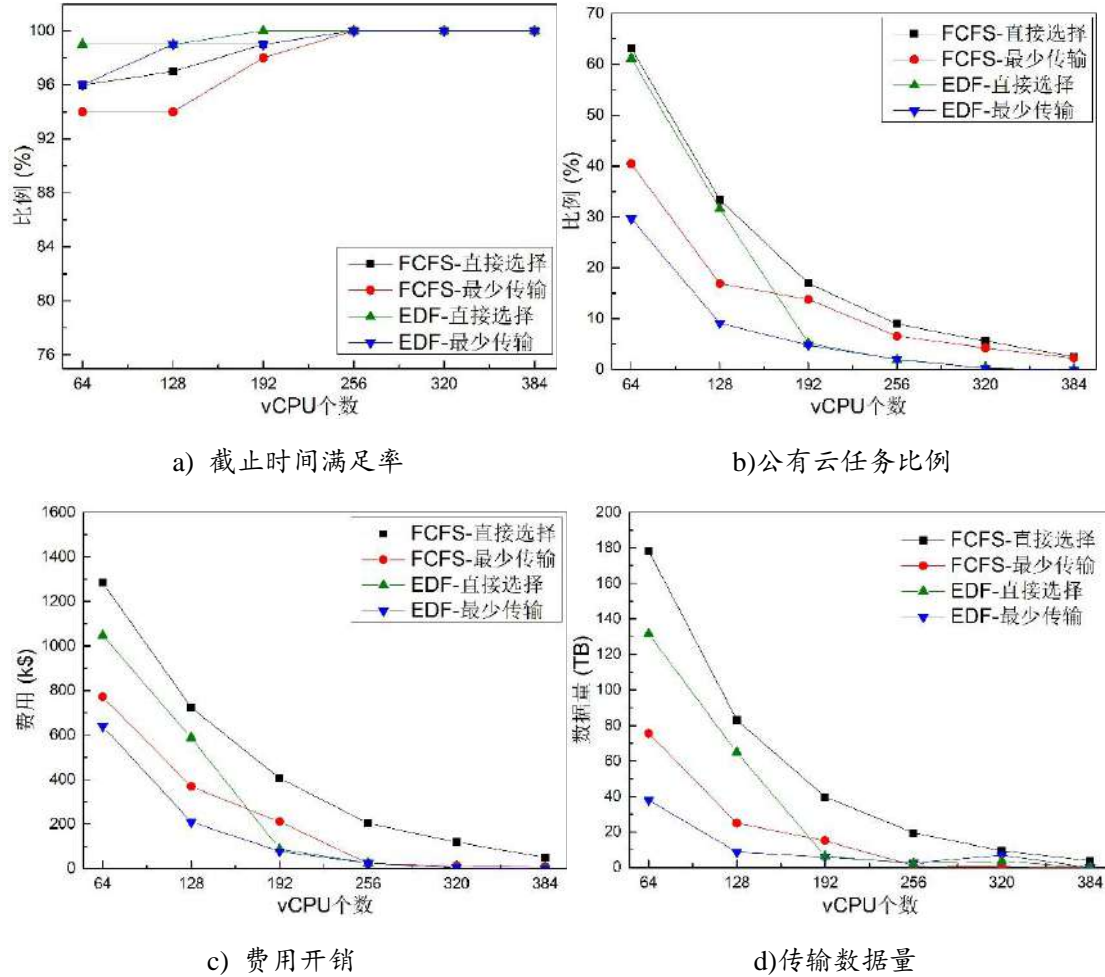 100
96
92
88
84
80
76
比例 (%)
FCFS-直接选择
FCFS-最少传输
EDF-直接选择
EDF-最少传输
64 128 192 256 320 384
vCPU个数
a) 截止时间满足率
70
60
50
40
30
20
10
0
比例 (%)
FCFS-直接选择
FCFS-最少传输
EDF-直接选择
EDF-最少传输
64 128 192 256 320 384
vCPU个数
b)公有云任务比例
1600
1400
1200
1000
800
600
400
200
0
费用 (k$)
FCFS-直接选择
FCFS-最少传输
EDF-直接选择
EDF-最少传输
64 128 192 256 320 384
vCPU个数
c) 费用开销
200
180
160
140
120
100
80
60
40
20
0
数据量 (TB)
FCFS-直接选择
FCFS-最少传输
EDF-直接选择
EDF-最少传输
64 128 192 256 320 384
vCPU个数
d)传输数据量